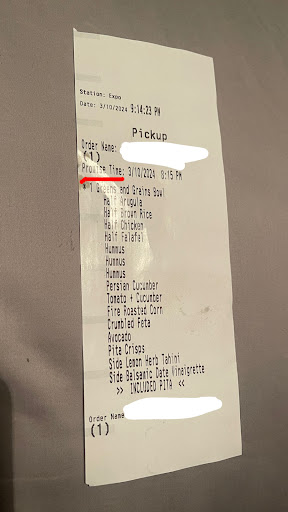 Station: Expo
Date: 3/10/2024 9:14:23 PM
Pickup
Order Name:
(1)
Promise Time: 3/10/2024 8:15 PM
*1 Greens and Grains Bowl
Half Arugula
Half Brown Rice
Half Chicken
Half Falafel
Hummus
Hummus
Hummus
Persian Cucumber
Tomato + Cucumber
Fire Roasted Corn
Crumbled Feta
Avocado
Pita Crisps
Side Lemon Herb Tahini
Side Balsamic Date Vinaigrette
>> INCLUDED PITA <<
Order Name
(1)